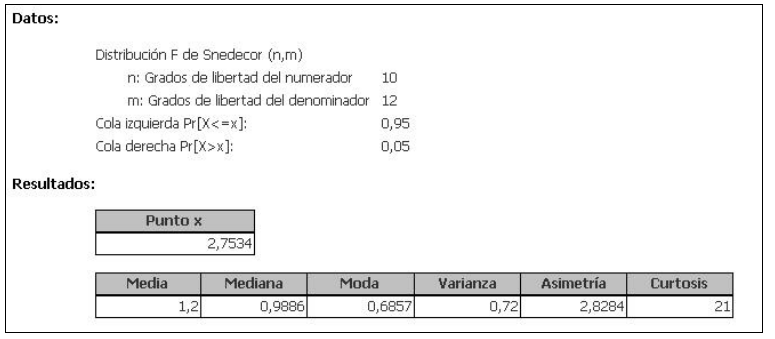 Datos:
Distribución F de Snedecor (n,m)
n: Grados de libertad del numerador 10
m: Grados de libertad del denominador 12
Cola izquierda Pr[X<=x]: 0,95
Cola derecha Pr[X>x]: 0,05
Resultados:
Punto x
2,7534
Media Mediana Moda Varianza Asimetría Curtosis
1,2 0,9886 0,6857 0,72 2,8284 21